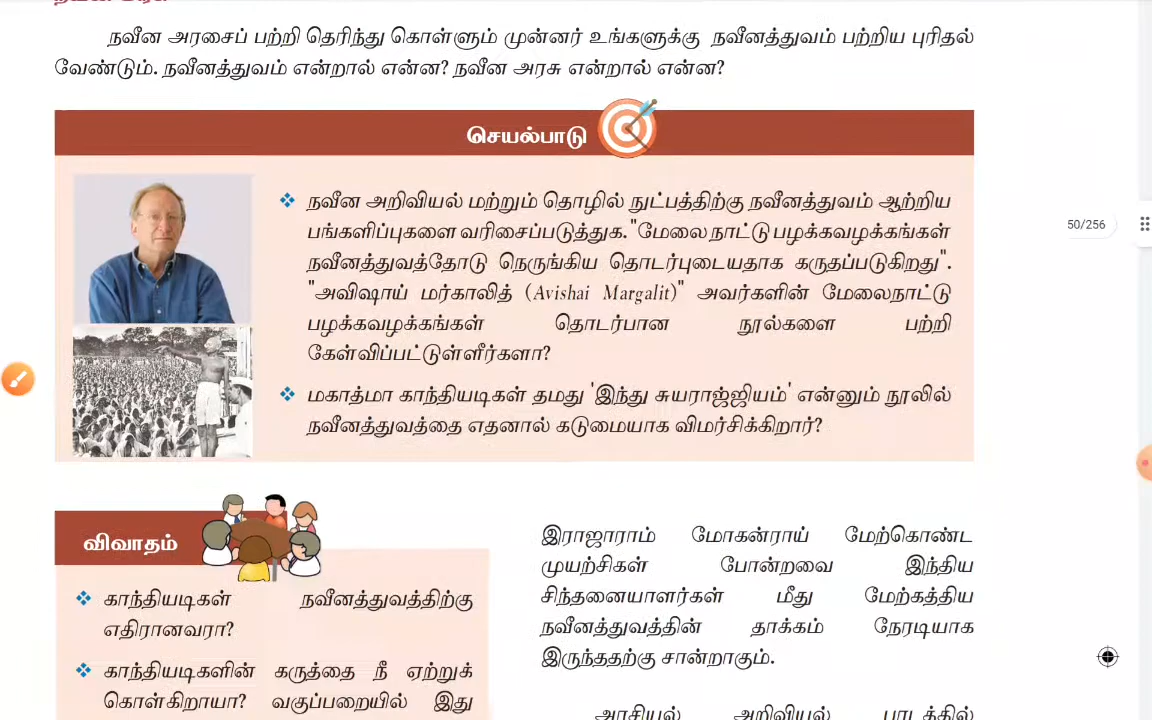 நவீன அரசைப் பற்றி தெரிந்து கொள்ளும் முன்னர் உங்களுக்கு நவீனத்துவம் பற்றிய புரிதல்
வேண்டும். நவீனத்துவம் என்றால் என்ன? நவீன அரசு என்றால் என்ன?
செயல்பாடு
❖ நவீன அறிவியல் மற்றும் தொழில் நுட்பத்திற்கு நவீனத்துவம் ஆற்றிய
பங்களிப்புகளை வரிசைப்படுத்துக."மேலை நாட்டு பழக்கவழக்கங்கள்
நவீனத்துவத்தோடு நெருங்கிய தொடர்புடையதாக கருதப்படுகிறது".
"அவிஷாய் மர்காலித் (Avishai Margalit)" அவர்களின் மேலைநாட்டு
பழக்கவழக்கங்கள் தொடர்பான நூல்களை பற்றி
கேள்விப்பட்டுள்ளீர்களா?
❖ மகாத்மா காந்தியடிகள் தமது 'இந்து சுயராஜ்ஜியம்' என்னும் நூலில்
நவீனத்துவத்தை எதனால் கடுமையாக விமர்சிக்கிறார்?
50/256
விவாதம்
❖ காந்தியடிகள் நவீனத்துவத்திற்கு
எதிரானவரா?
❖ காந்தியடிகளின் கருத்தை நீ ஏற்றுக்
கொள்கிறாயா? வகுப்பறையில் இது
இராஜாராம் மோகன்ராய் மேற்கொண்ட
முயற்சிகள் போன்றவை இந்திய
சிந்தனையாளர்கள் மீது மேற்கத்திய
நவீனத்துவத்தின் தாக்கம் நேரடியாக
இருந்ததற்கு சான்றாகும்.
அரசியல் அறிவியல் பாடத்தில்